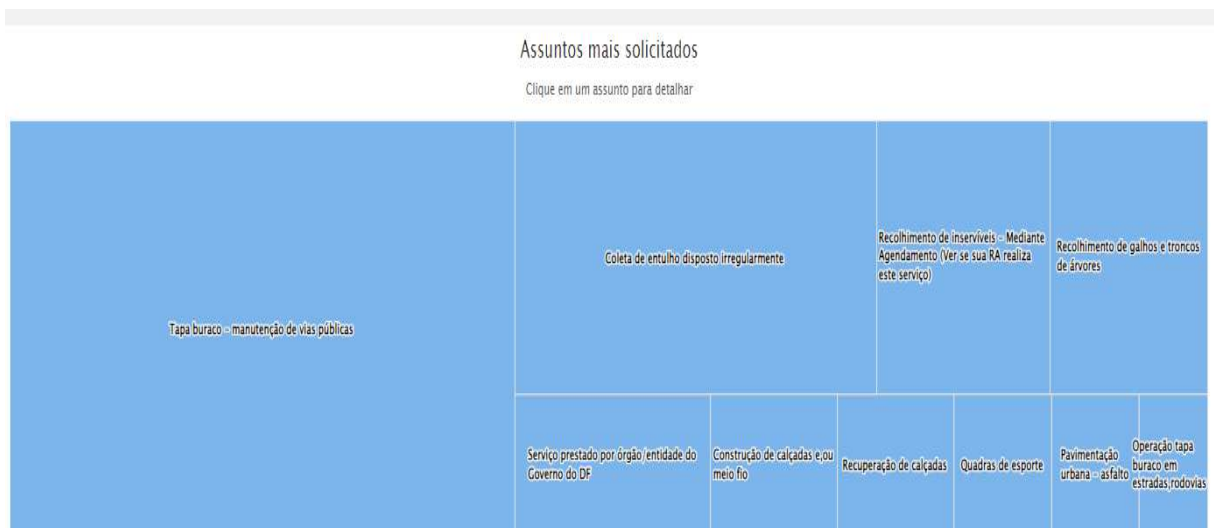 Assuntos mais solicitados
Clique em um assunto para detalhar
Tapa buraco - manutenção de vias públicas
Coleta de entulho disposto irregularmente
Recolhimento de inservíveis - Mediante
Agendamento (Ver se sua RA realiza
este serviço)
Recolhimento de galhos e troncos
de árvores
Serviço prestado por órgão/entidade do
Governo do DF
Construção de calçadas e,ou
meio fio
Recuperação de calçadas
Quadras de esporte
Pavimentação
urbana - asfalto
Operação tapa
buraco em
estradas,rodovias